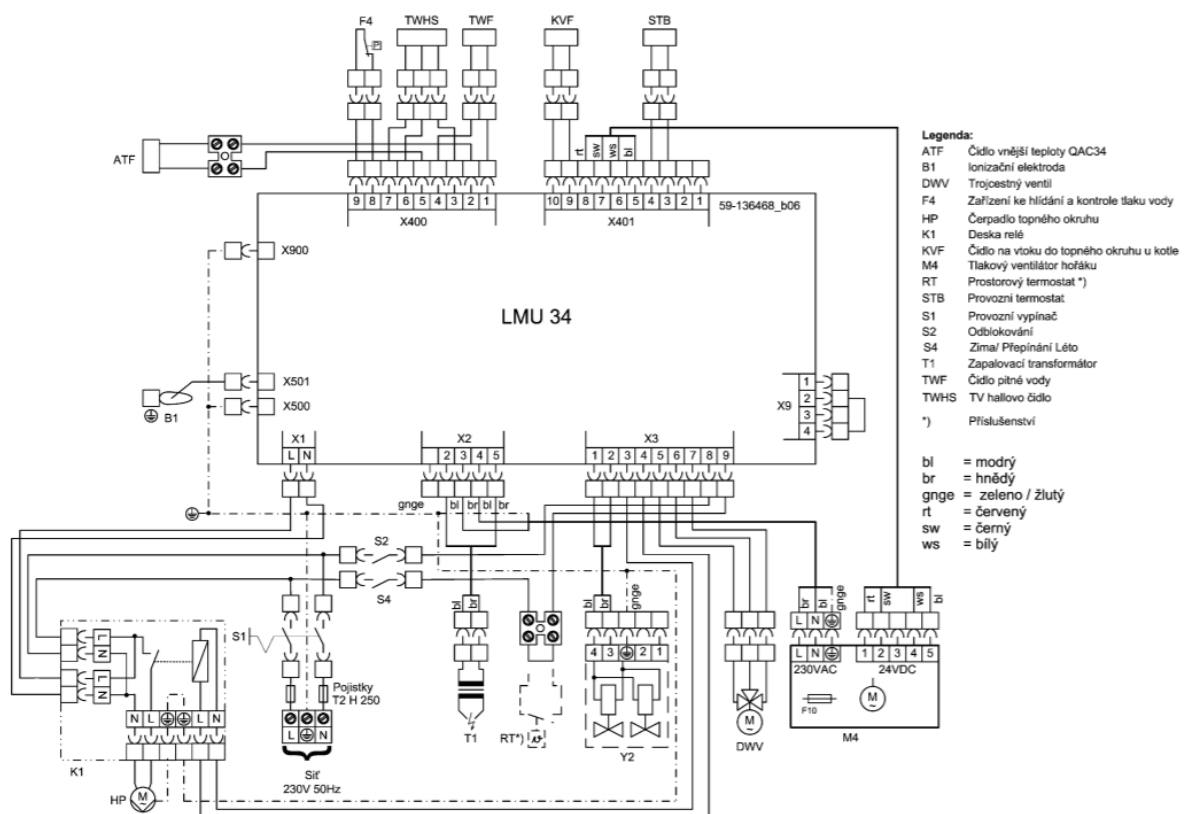 F4 TWHS TWF KVF STB
P
ATF
rt sw ws bl
9 8 7 6 5 4 3 2 1
X400
10 9 8 7 6 5 4 3 2 1
X401
59-136468_b06
X900
LMU 34
X501
X500
B1
X9
1
2
3
4
X1
L N
X2
2 3 4 5
X3
1 2 3 4 5 6 7 8 9
gnge
bl br bl br
S2
S4
S1
L
N
L
N
N L L N
K1
HP
M
Pojistky
T2 H 250
L N
Síť
230V 50Hz
bl br
T1
RT*)
bl br
gnge
4 3 2 1
Y2
M
DWV
br bl gnge
L N
L N
230VAC
rt sw ws bl
1 2 3 4 5
24VDC
F10
M
M4
Legenda:
ATF Čidlo vnější teploty QAC34
B1 Ionizační elektroda
DWV Trojcestný ventil
F4 Zařízení ke hlídání a kontrole tlaku vody
HP Čerpadlo topného okruhu
K1 Deska relé
KVF Čidlo na vtoku do topného okruhu u kotle
M4 Tlakový ventilátor hořáku
RT Prostorový termostat *)
STB Provozni termostat
S1 Provozní vypínač
S2 Odblokování
S4 Zima/ Přepínání Léto
T1 Zapalovací transformátor
TWF Čidlo pitné vody
TWHS TV hallovo čidlo
*) Příslušenství
bl = modrý
br = hnědý
gnge = zeleno / žlutý
rt = červený
sw = černý
ws = bílý